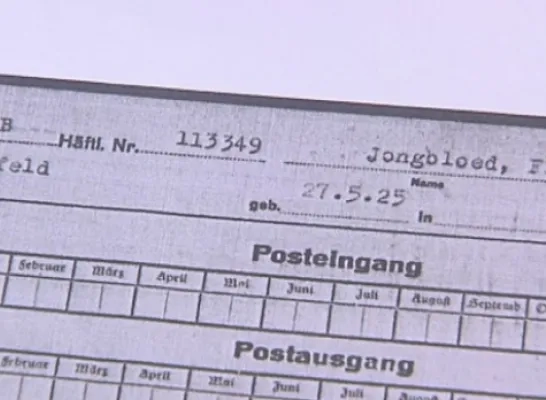 B Häftl. Nr. 113349 Jongbloed, F
feld Name
geb. 27.5.25 in
Posteingang
Februar März April Mai Juni Juli August Septemb. O
Postausgang
Februar März April Mai Juni Juli August